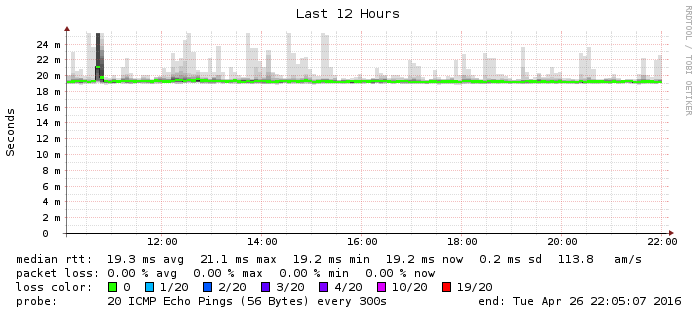 Last 12 Hours
RRDTOOL / TOBI OETIKER
Seconds
24 m
22 m
20 m
18 m
16 m
14 m
12 m
10 m
8 m
6 m
4 m
2 m
0
12:00 14:00 16:00 18:00 20:00 22:00
median rtt: 19.3 ms avg 21.1 ms max 19.2 ms min 19.2 ms now 0.2 ms sd 113.8 am/s
packet loss: 0.00 % avg 0.00 % max 0.00 % min 0.00 % now
loss color: 0 1/20 2/20 3/20 4/20 10/20 19/20
probe: 20 ICMP Echo Pings (56 Bytes) every 300s end: Tue Apr 26 22:05:07 2016